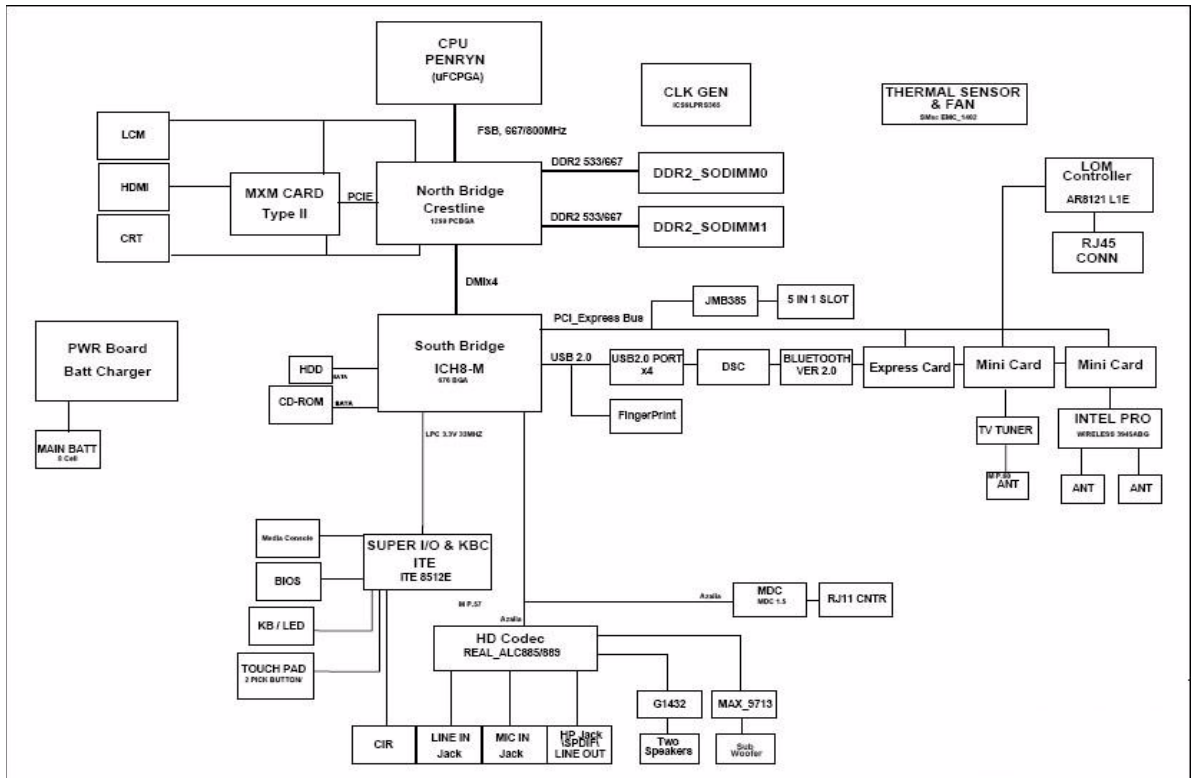 CPU
PENRYN
(uFCPGA)
CLK GEN
ICS9LPRS365
THERMAL SENSOR
& FAN
SMsc EMC_1402
LCM
FSB, 667/800MHz
HDMI
MXM CARD
Type II
PCIE
North Bridge
Crestline
1299 PCBGA
DDR2 533/667
DDR2_SODIMM0
DDR2 533/667
DDR2_SODIMM1
CRT
LOM
Controller
AR8121 L1E
RJ45
CONN
DMIx4
JMB385
5 IN 1 SLOT
PCI_Express Bus
PWR Board
Batt Charger
South Bridge
ICH8-M
676 BGA
HDD
SATA
CD-ROM
SATA
USB 2.0
USB2.0 PORT
x4
DSC
BLUETOOTH
VER 2.0
Express Card
Mini Card
Mini Card
FingerPrint
MAIN BATT
8 Cell
LPC 3.3V 33MHZ
TV TUNER
INTEL PRO
WIRELESS 3945ABG
ANT
ANT
ANT
Media Console
SUPER I/O & KBC
ITE
ITE 8512E
BIOS
KB / LED
TOUCH PAD
2 PICK BUTTON/
M P.57
Azalia
Azalia
MDC
MDC 1.5
RJ11 CNTR
HD Codec
REAL_ALC885/889
G1432
MAX_9713
CIR
LINE IN
Jack
MIC IN
Jack
HP Jack
\SPDIF\
LINE OUT
Two
Speakers
Sub
Woofer